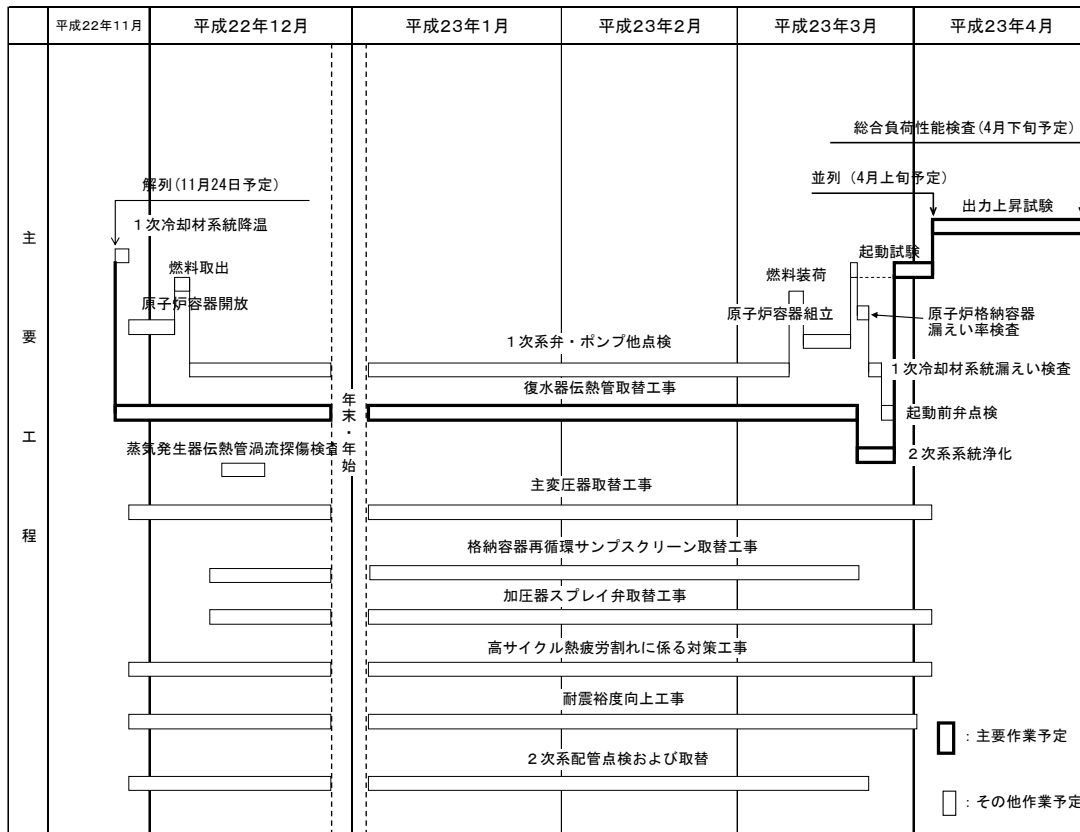 平成22年11月
平成22年12月
平成23年1月
平成23年2月
平成23年3月
平成23年4月
主要工程
総合負荷性能検査(4月下旬予定)
解列(11月24日予定)
並列(4月上旬予定)
出力上昇試験
1次冷却材系統降温
起動試験
燃料取出
燃料装荷
原子炉容器開放
原子炉容器組立
原子炉格納容器
漏えい率検査
1次系弁・ポンプ他点検
1次冷却材系統漏えい検査
復水器伝熱管取替工事
年末・年始
起動前弁点検
蒸気発生器伝熱管渦流探傷検査
2次系系統浄化
主変圧器取替工事
格納容器再循環サンプスクリーン取替工事
加圧器スプレイ弁取替工事
高サイクル熱疲労割れに係る対策工事
耐震裕度向上工事
:主要作業予定
2次系配管点検および取替
:その他作業予定